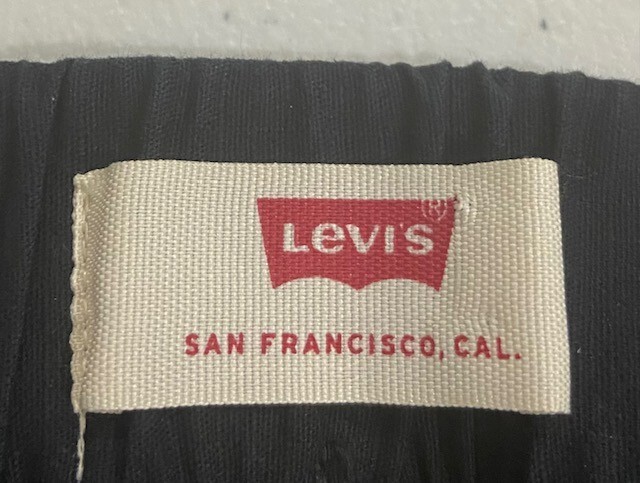 LEVI'S®
SAN FRANCISCO, CAL.